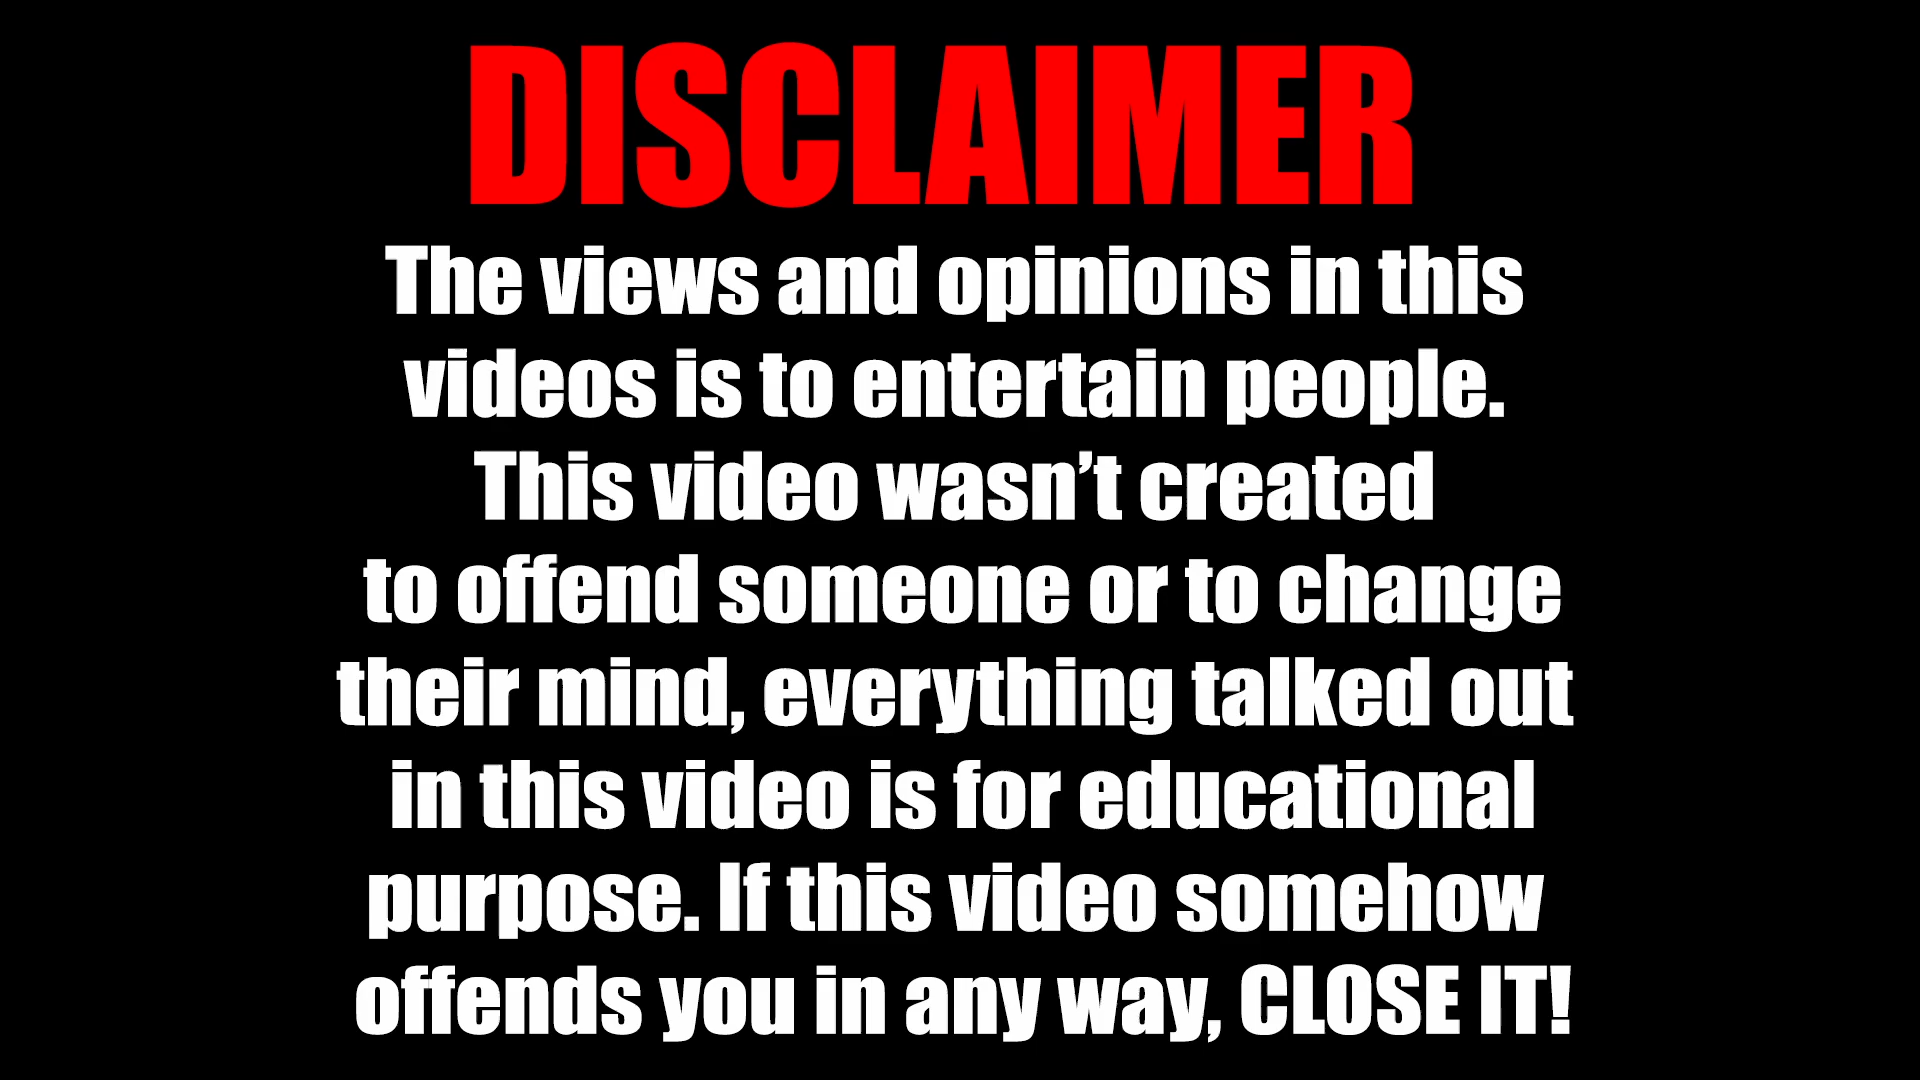 DISCLAIMER
The views and opinions in this
videos is to entertain people.
This video wasn’t created
to offend someone or to change
their mind, everything talked out
in this video is for educational
purpose. If this video somehow
offends you in any way, CLOSE IT!